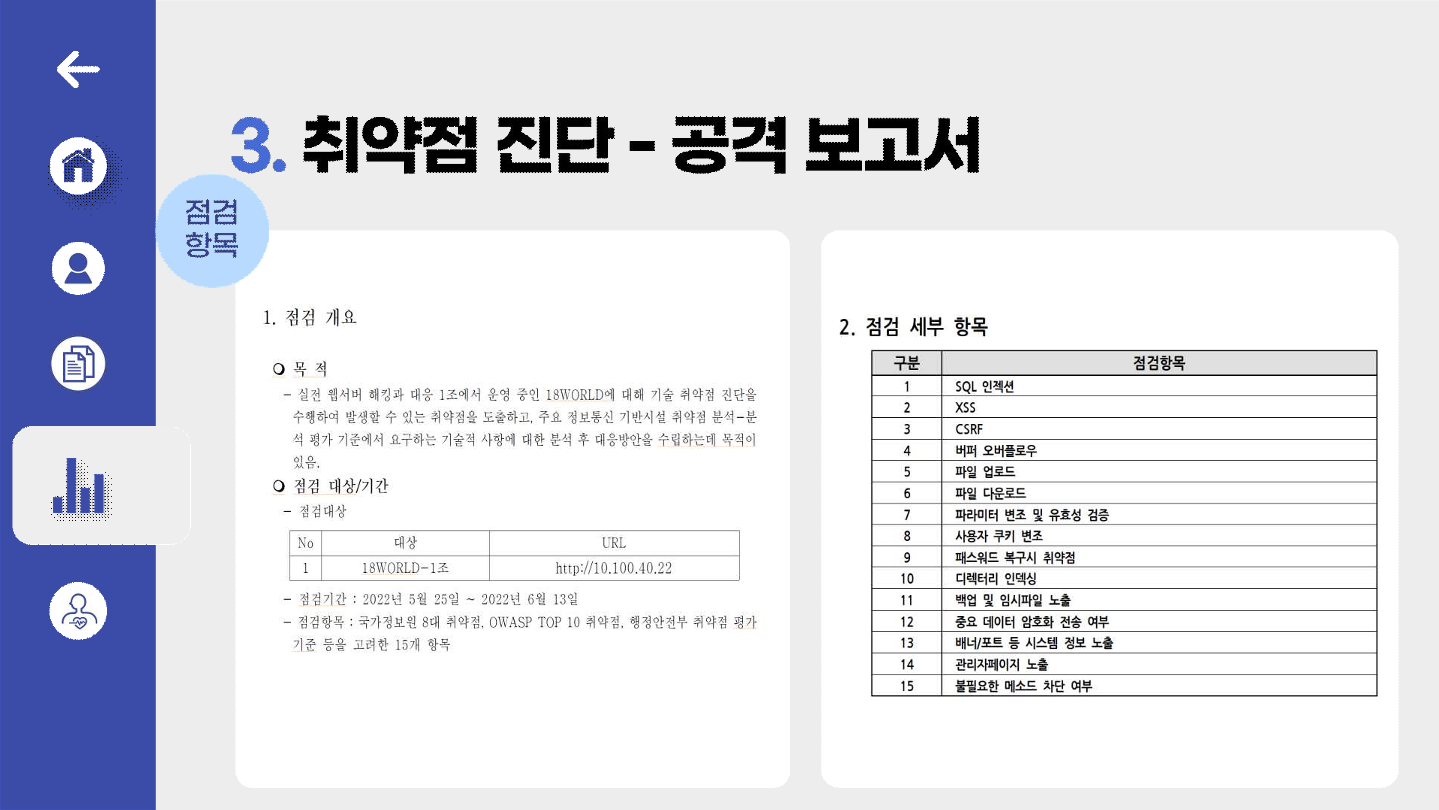 3. 취약점 진단 - 공격 보고서
점검
항목
1. 점검 개요
목 적
- 실전 웹서버 해킹과 대응 1조에서 운영 중인 18WORLD에 대해 기술 취약점 진단을
수행하여 발생할 수 있는 취약점을 도출하고, 주요 정보통신 기반시설 취약점 분석-분
석 평가 기준에서 요구하는 기술적 사항에 대한 분석 후 대응방안을 수립하는데 목적이
있음.
점검 대상/기간
- 점검대상
No 대상 URL
1 18WORLD-1조 http://10.100.40.22
- 점검기간 : 2022년 5월 25일 ~ 2022년 6월 13일
- 점검항목 : 국가정보원 8대 취약점, OWASP TOP 10 취약점, 행정안전부 취약점 평가
기준 등을 고려한 15개 항목
2. 점검 세부 항목
구분 점검항목
1 SQL 인젝션
2 XSS
3 CSRF
4 버퍼 오버플로우
5 파일 업로드
6 파일 다운로드
7 파라미터 변조 및 유효성 검증
8 사용자 쿠키 변조
9 패스워드 복구시 취약점
10 디렉터리 인덱싱
11 백업 및 임시파일 노출
12 중요 데이터 암호화 전송 여부
13 배너/포트 등 시스템 정보 노출
14 관리자페이지 노출
15 불필요한 메소드 차단 여부